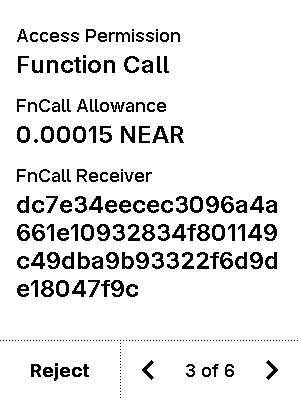 Access Permission
Function Call
FnCall Allowance
0.00015 NEAR
FnCall Receiver
dc7e34eecec3096a4a
661e10932834f801149
c49dba9b93322f6d9d
e18047f9c
Reject
3 of 6